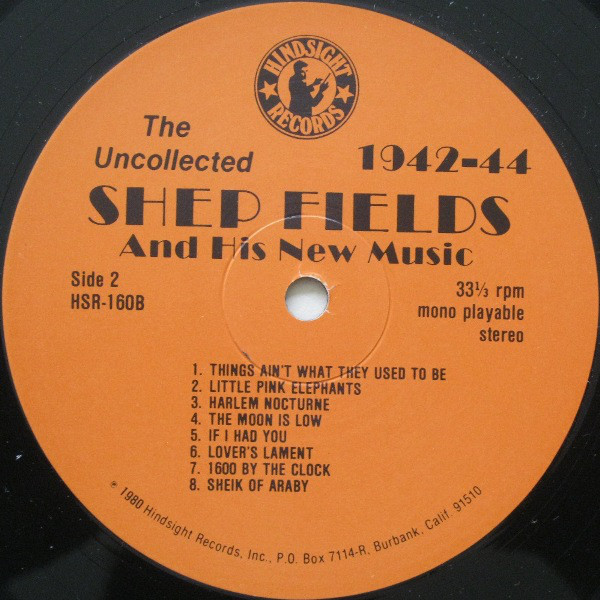 HINDSIGHT
RECORDS
The
Uncollected
1942-44
SHEP FIELDS
And His New Music
Side 2
HSR-160B
33⅓ rpm
mono playable
stereo
1. THINGS AIN'T WHAT THEY USED TO BE
2. LITTLE PINK ELEPHANTS
3. HARLEM NOCTURNE
4. THE MOON IS LOW
5. IF I HAD YOU
6. LOVER'S LAMENT
7. 1600 BY THE CLOCK
8. SHEIK OF ARABY
℗ 1980 Hindsight Records, Inc., P.O. Box 7114-R, Burbank, Calif. 91510